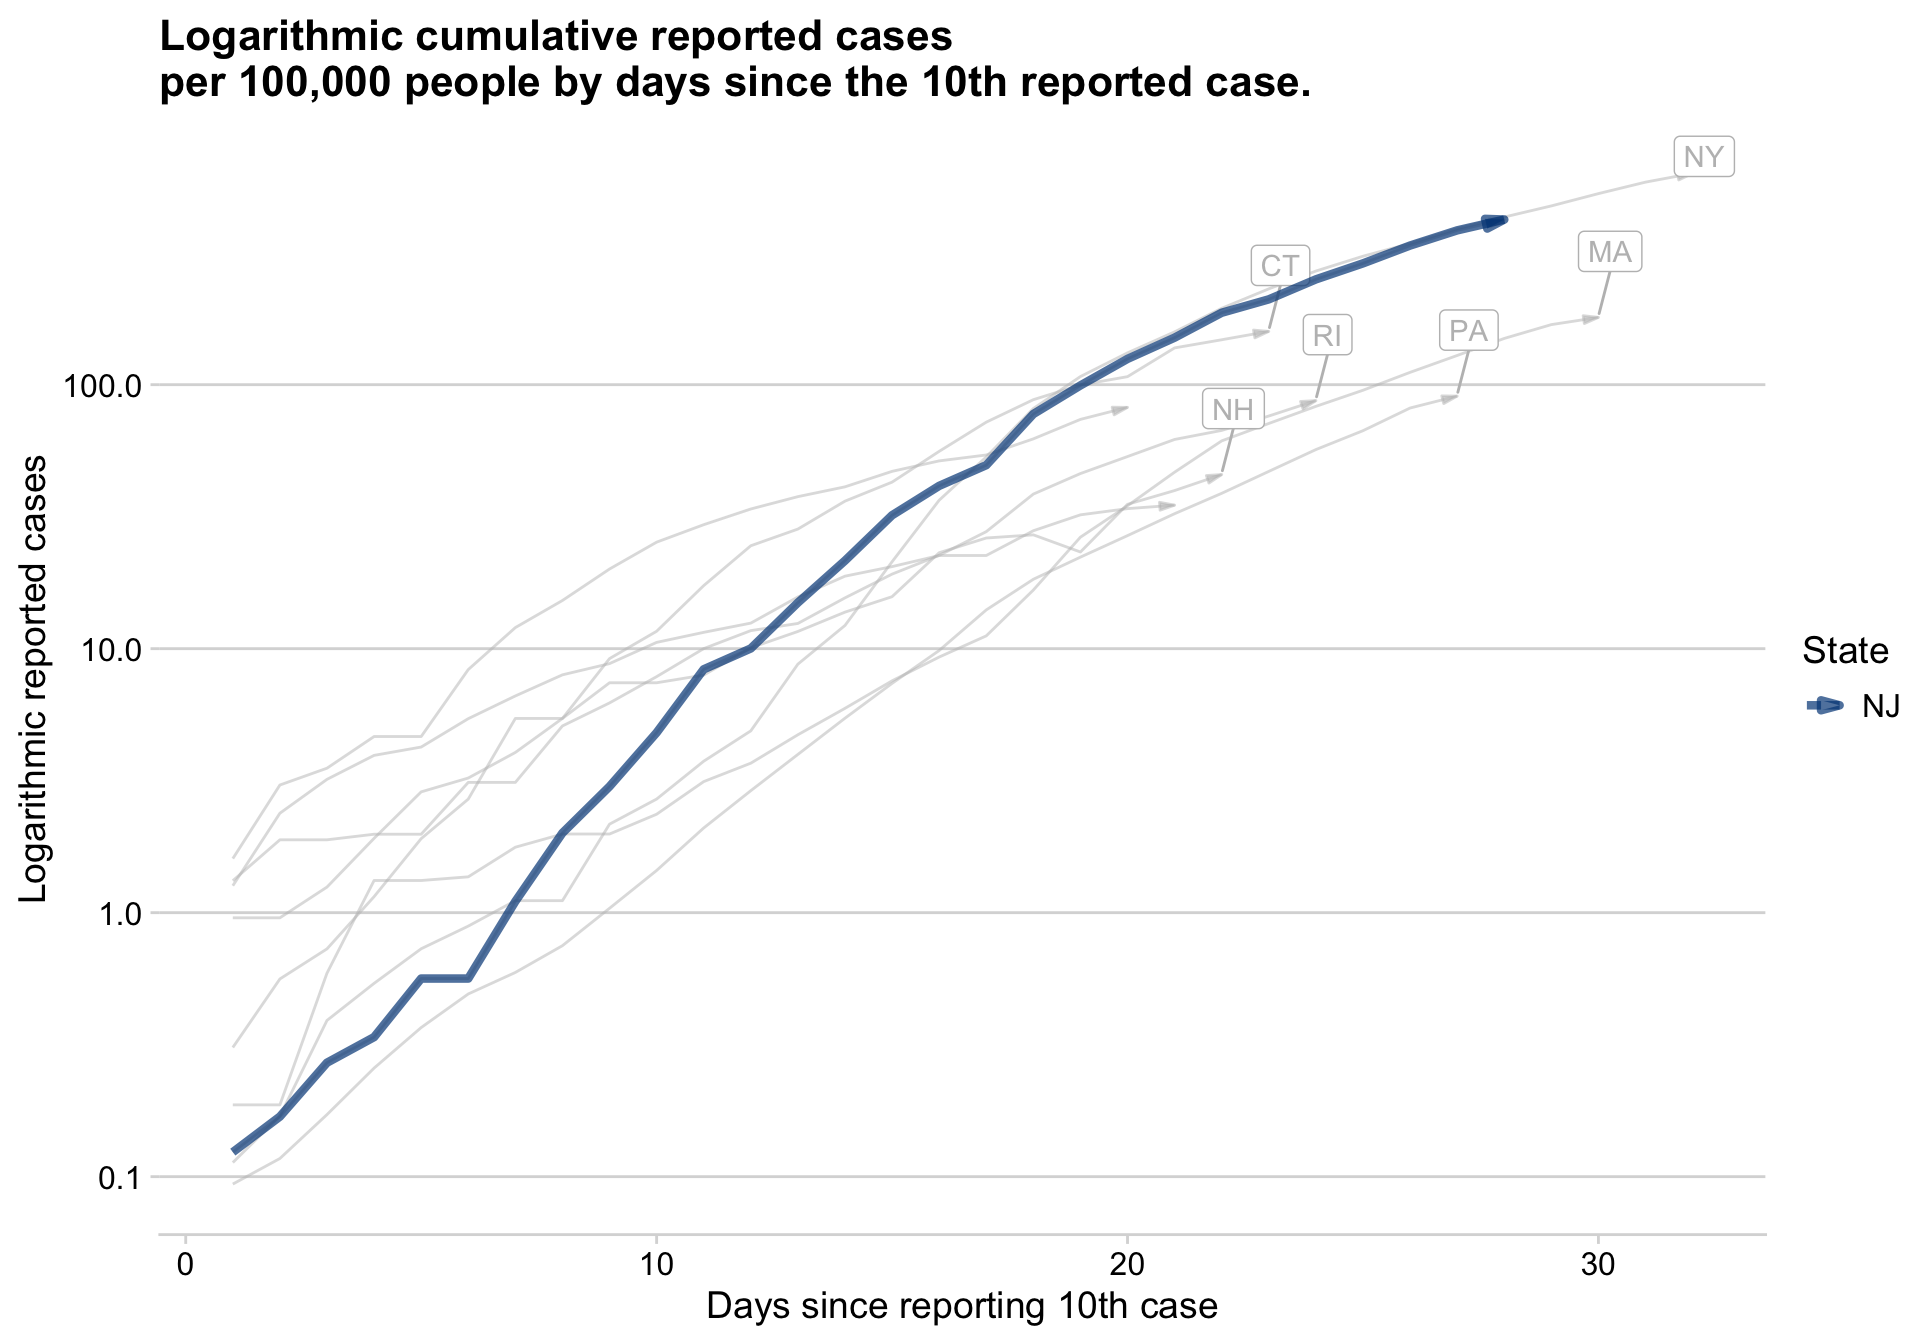 Logarithmic cumulative reported cases
per 100,000 people by days since the 10th reported case.
NY
MA
CT
PA
RI
NH
100.0
10.0
1.0
0.1
Logarithmic reported cases
State
NJ
0
10
20
30
Days since reporting 10th case